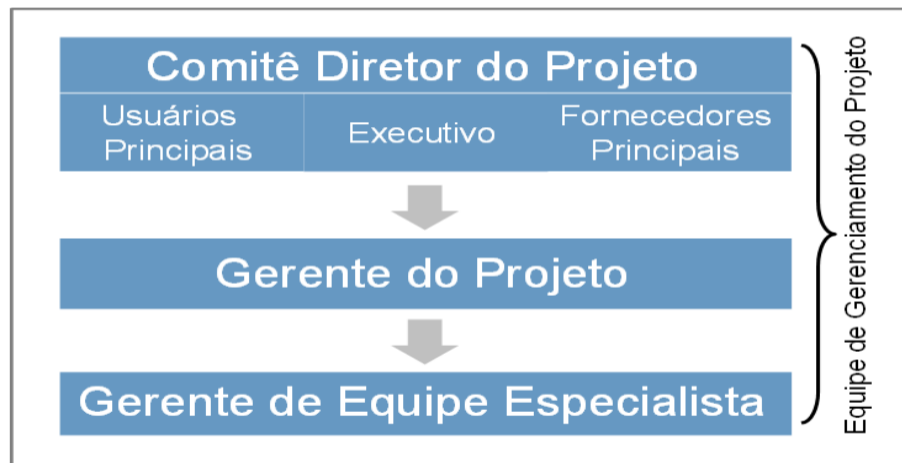 Comitê Diretor do Projeto
Usuários
Principais
Executivo
Fornecedores
Principais
Gerente do Projeto
Gerente de Equipe Especialista
Equipe de Gerenciamento do Projeto